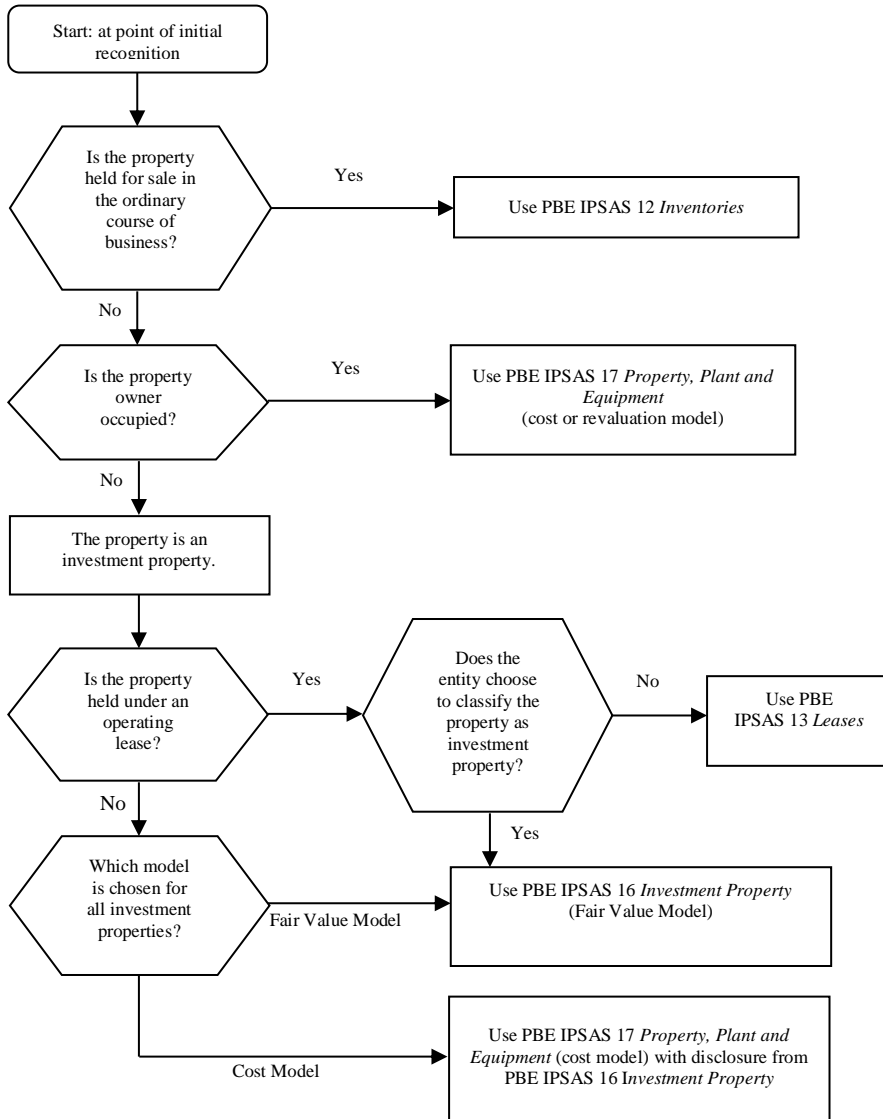 Start: at point of initial
recognition
Is the property
held for sale in
the ordinary
course of
business?
Yes
Use PBE IPSAS 12 Inventories
No
Is the property
owner
occupied?
Yes
Use PBE IPSAS 17 Property, Plant and
Equipment
(cost or revaluation model)
No
The property is an
investment property.
Is the property
held under an
operating
lease?
Yes
Does the
entity choose
to classify the
property as
investment
property?
No
Use PBE
IPSAS 13 Leases
No
Yes
Which model
is chosen for
all investment
properties?
Fair Value Model
Use PBE IPSAS 16 Investment Property
(Fair Value Model)
Cost Model
Use PBE IPSAS 17 Property, Plant and
Equipment (cost model) with disclosure from
PBE IPSAS 16 Investment Property